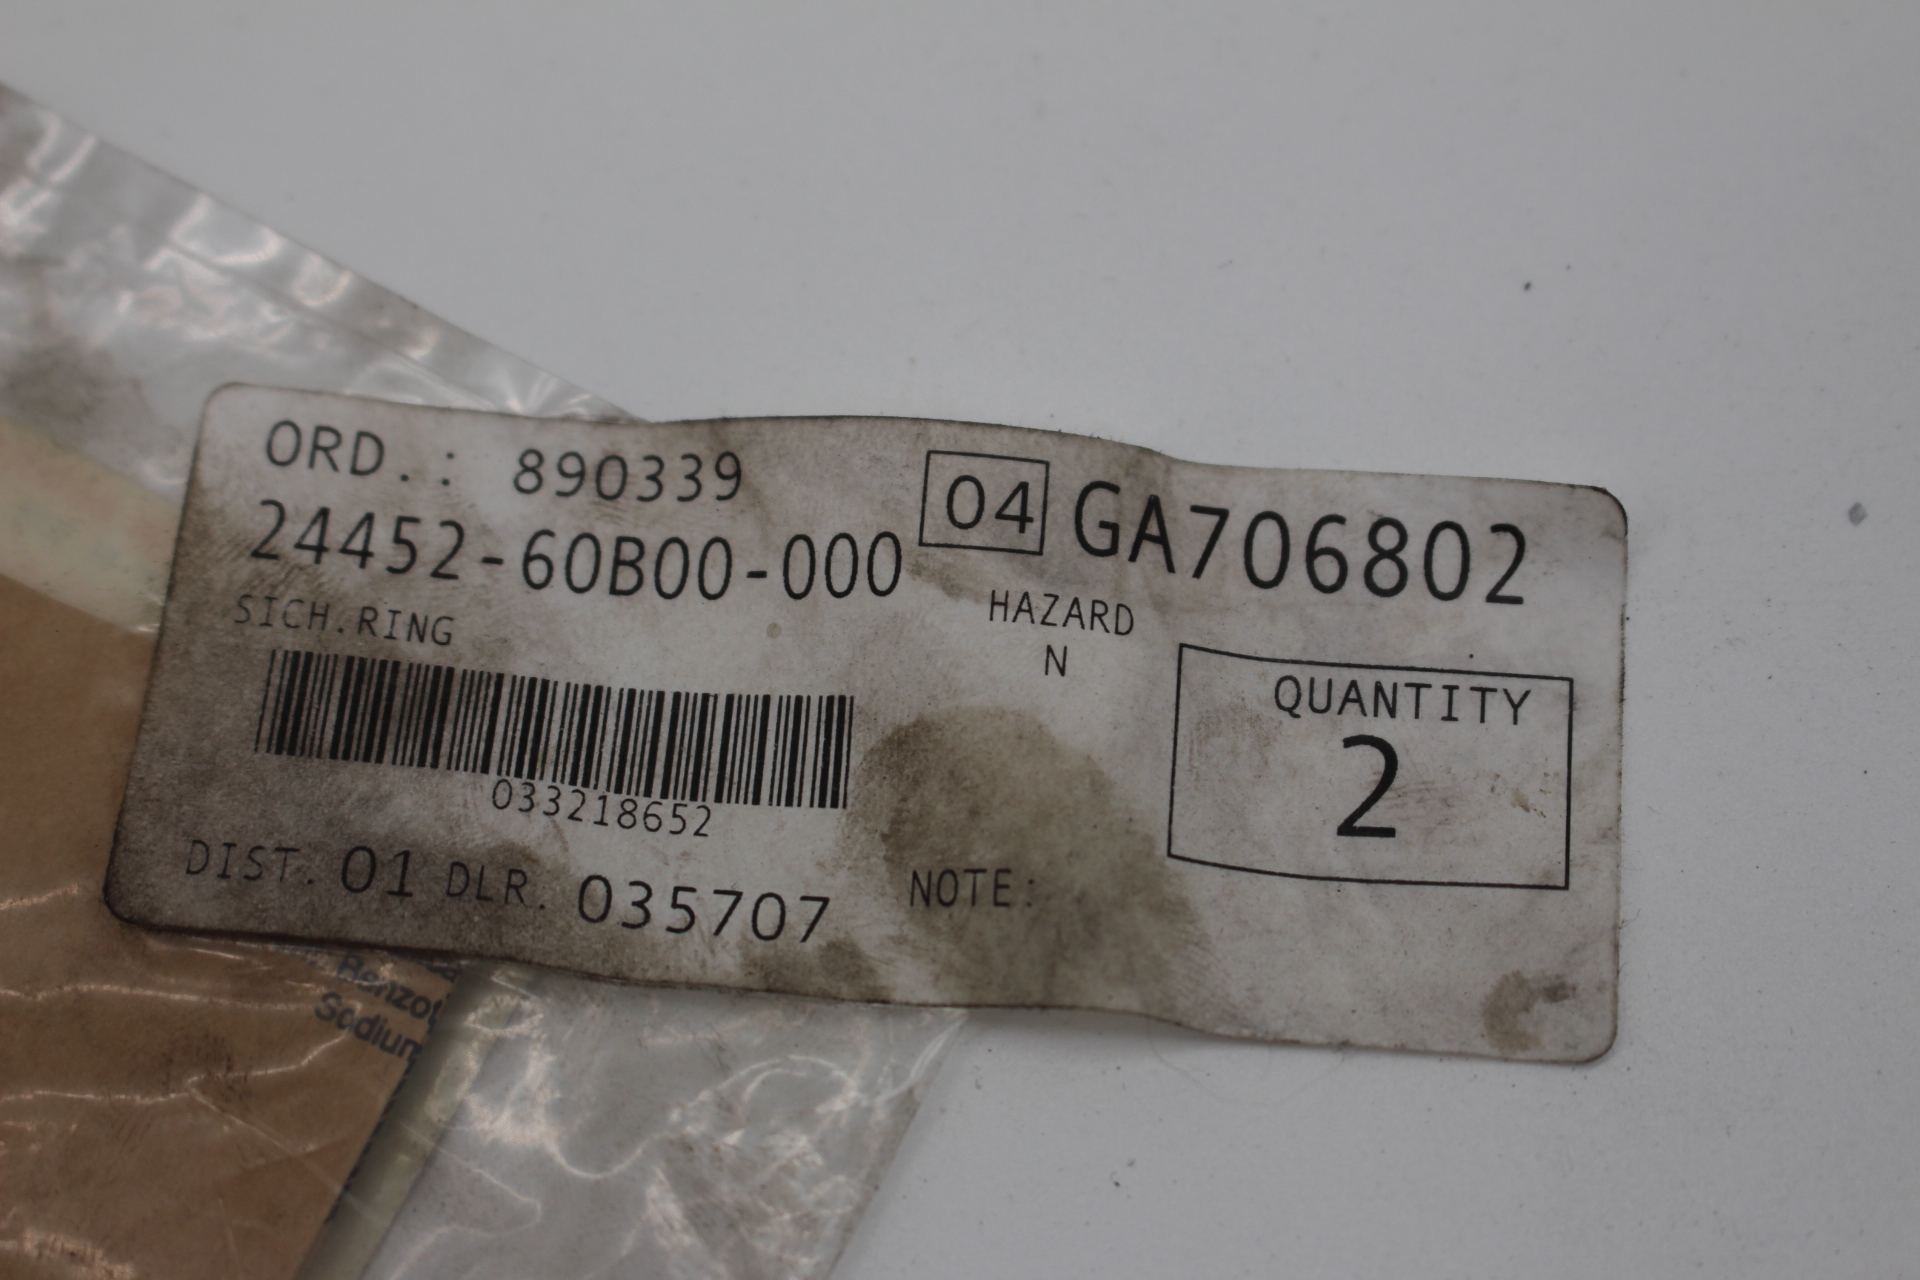 ORD.: 890339
04 GA706802
24452-60B00-000
SICH.RING
HAZARD
N
QUANTITY
2
033218652
DIST. 01 DLR. 035707
NOTE: